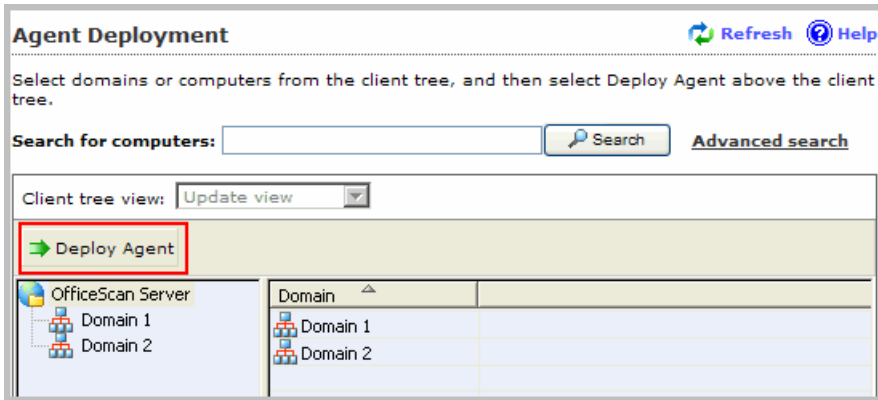 Agent Deployment Refresh Help
Select domains or computers from the client tree, and then select Deploy Agent above the client
tree.
Search for computers: Search Advanced search
Client tree view: Update view
Deploy Agent
OfficeScan Server Domain
Domain 1 Domain 1
Domain 2 Domain 2